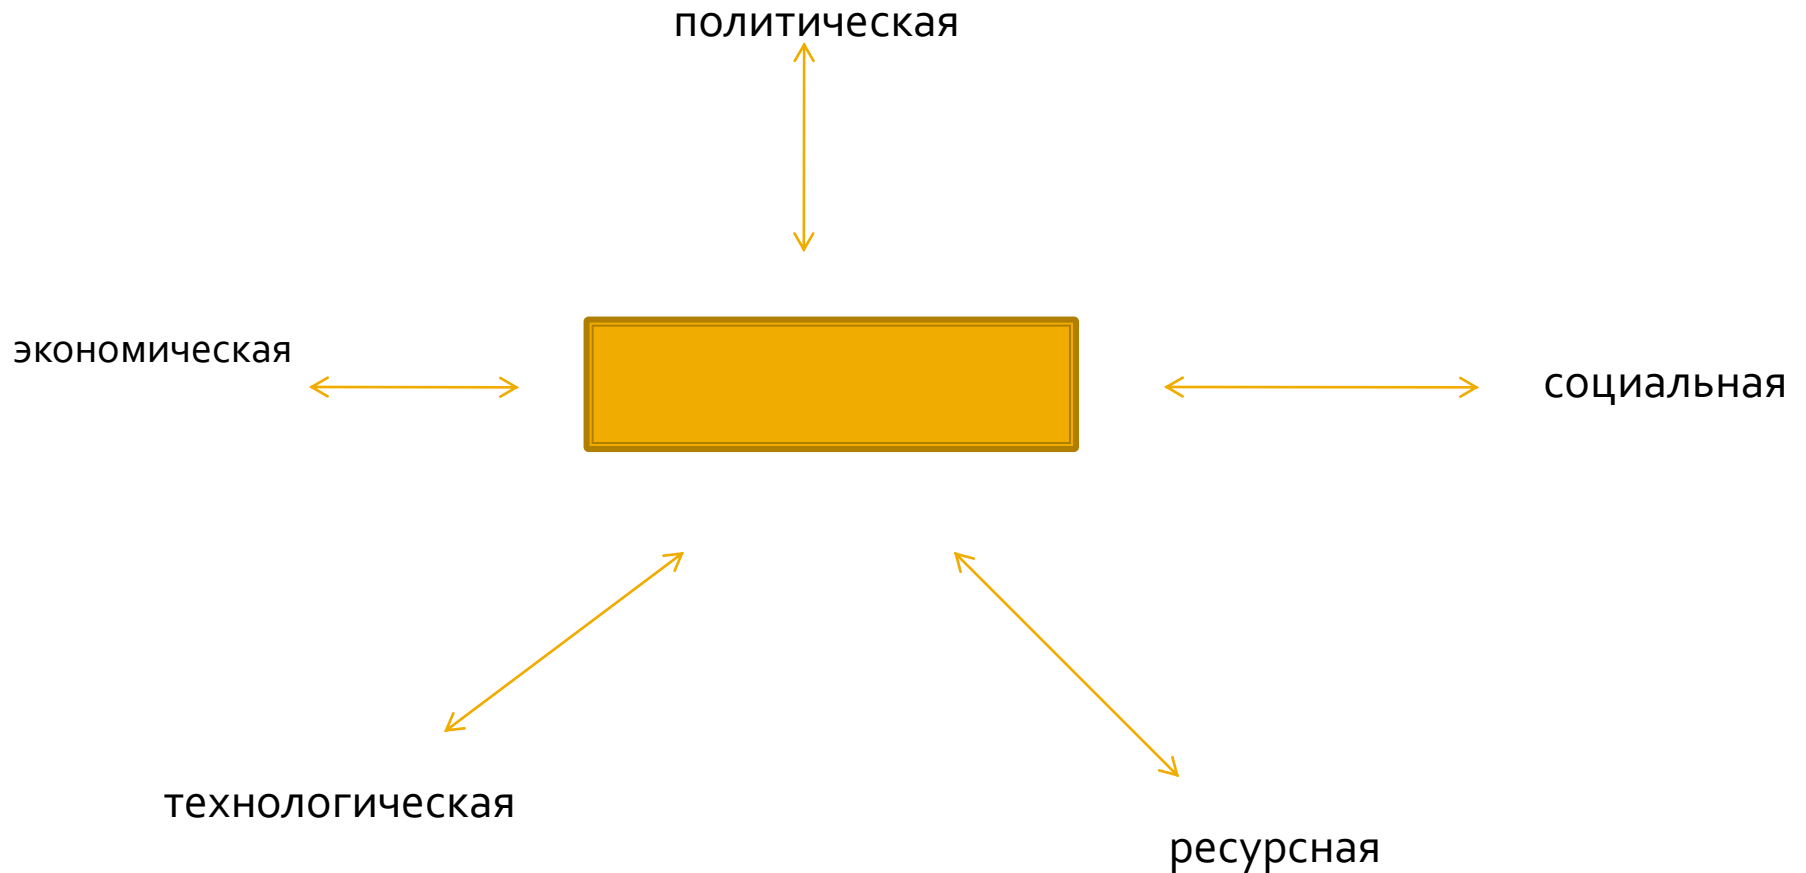 политическая
экономическая
социальная
технологическая
ресурсная